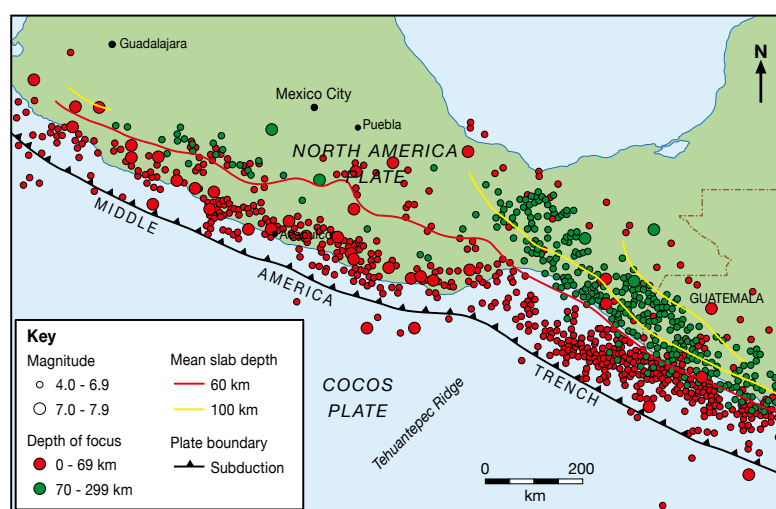 Guadalajara
N
Mexico City
Puebla
NORTH AMERICA
PLATE
MIDDLE
Acapulco
AMERICA
GUATEMALA
TRENCH
COCOS
PLATE
Tehuantepec Ridge
Key
Magnitude
4.0 - 6.9
7.0 - 7.9
Depth of focus
0 - 69 km
70 - 299 km
Mean slab depth
60 km
100 km
Plate boundary
Subduction
0 200
km